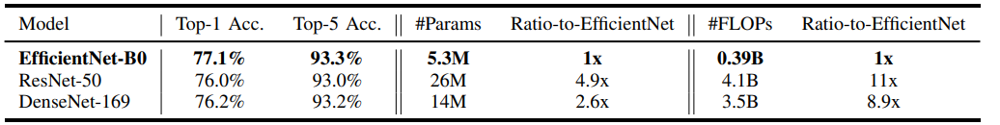 Model Top-1 Acc. Top-5 Acc. #Params Ratio-to-EfficientNet #FLOPs Ratio-to-EfficientNet
EfficientNet-B0 77.1% 93.3% 5.3M 1x 0.39B 1x
ResNet-50 76.0% 93.0% 26M 4.9x 4.1B 11x
DenseNet-169 76.2% 93.2% 14M 2.6x 3.5B 8.9x